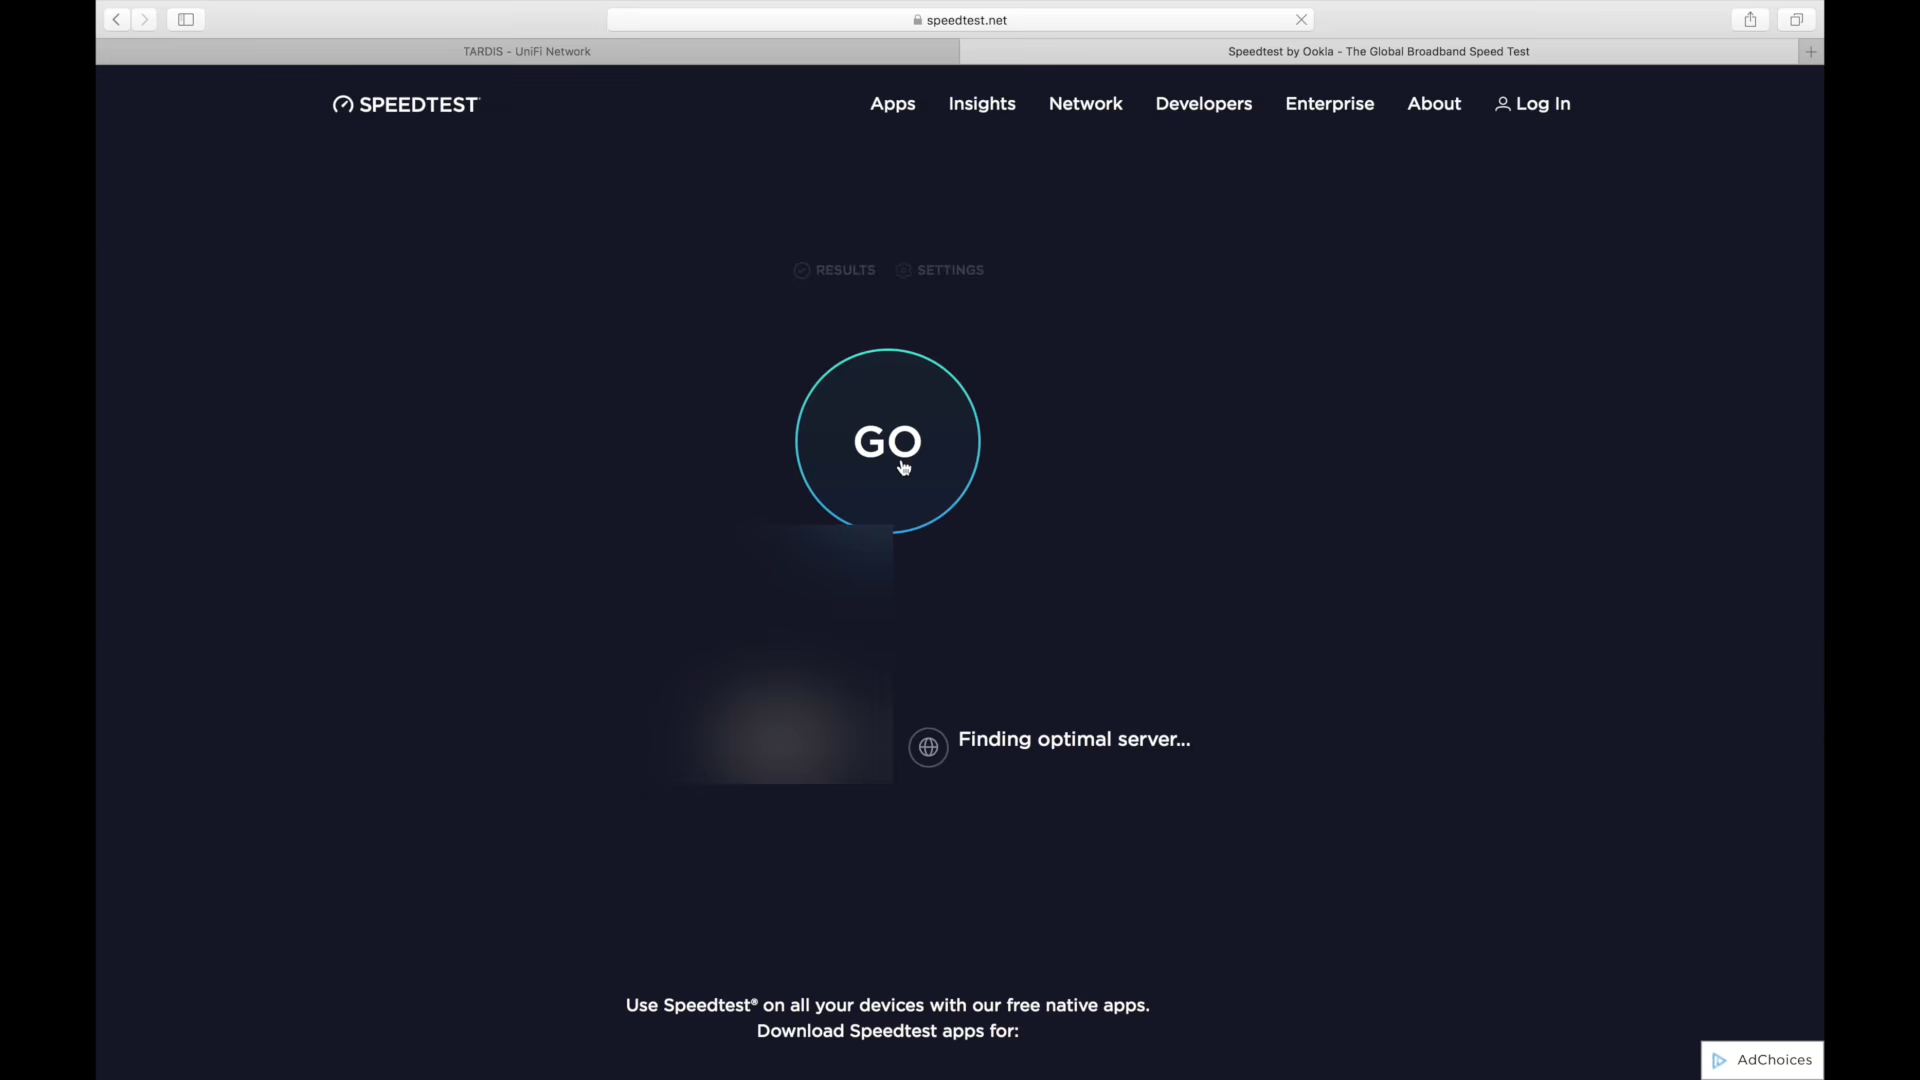 speedtest.net
TARDIS - UniFi Network
Speedtest by Ookla - The Global Broadband Speed Test
SPEEDTEST
Apps
Insights
Network
Developers
Enterprise
About
Log In
RESULTS
SETTINGS
GO
Finding optimal server...
Use Speedtest® on all your devices with our free native apps.
Download Speedtest apps for:
AdChoices